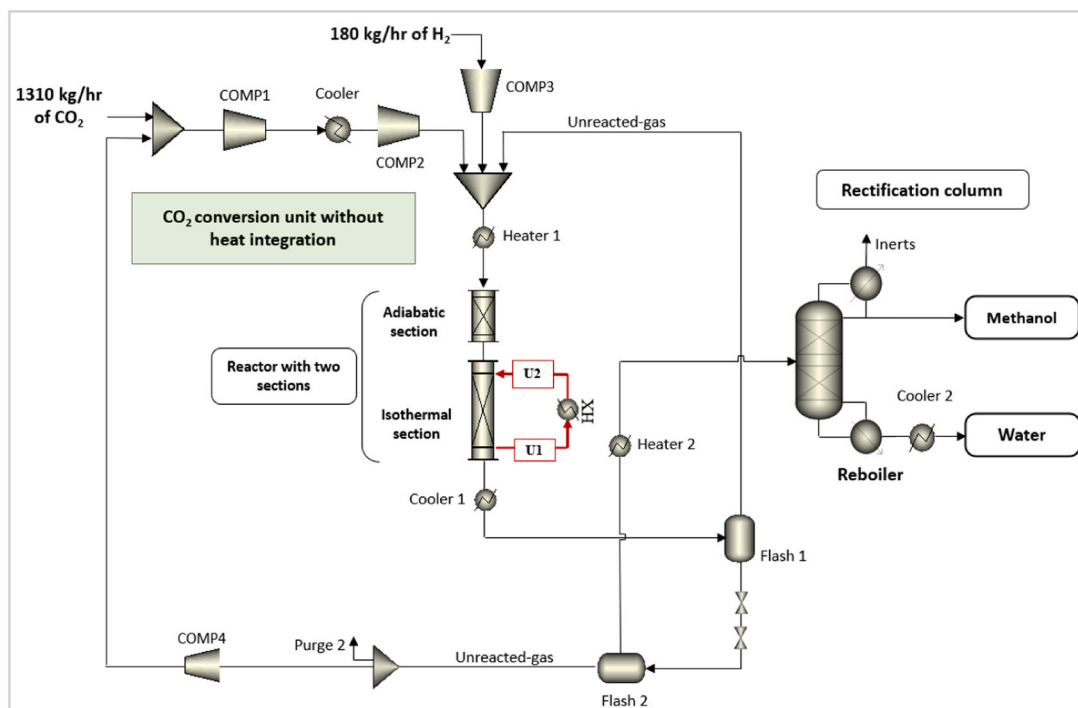 180 kg/hr of H₂
1310 kg/hr
of CO₂
COMP1
Cooler
COMP2
COMP3
Unreacted-gas
CO₂ conversion unit without
heat integration
Heater 1
Rectification column
Inerts
Methanol
Adiabatic
section
Reactor with two
sections
Isothermal
section
U2
HX
U1
Heater 2
Cooler 2
Water
Reboiler
Cooler 1
Flash 1
COMP4
Purge 2
Unreacted-gas
Flash 2